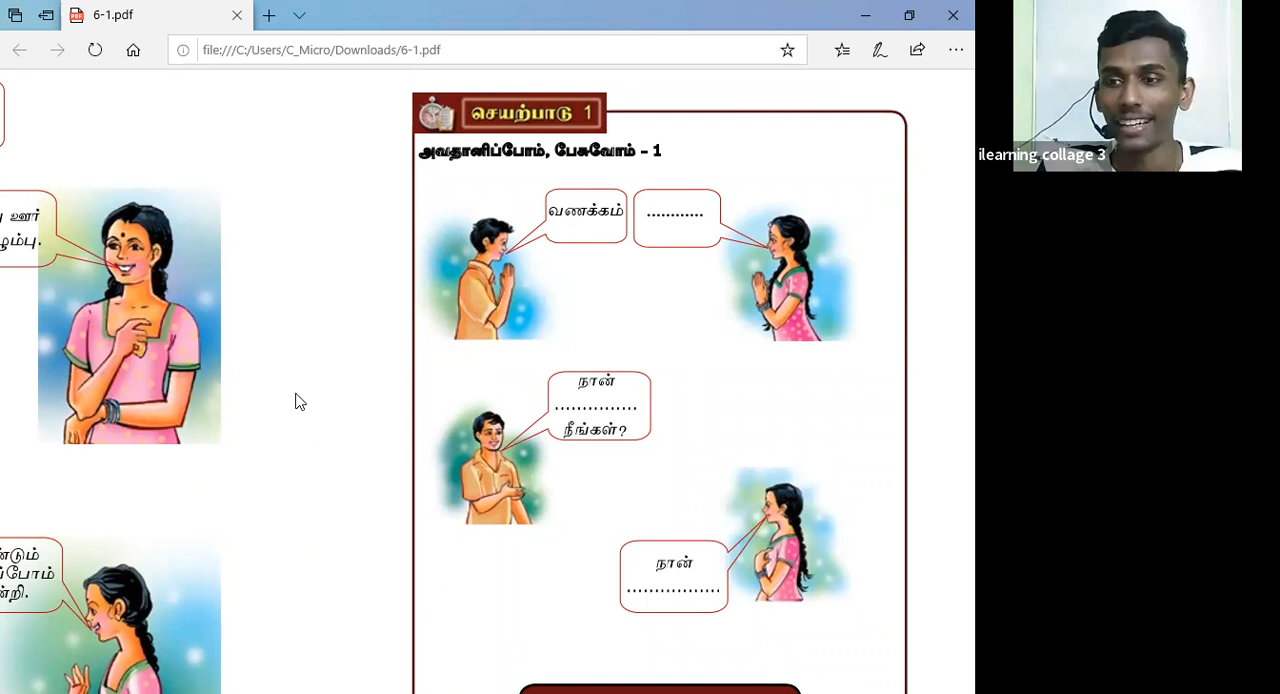 6-1.pdf
file:///C:/Users/C_Micro/Downloads/6-1.pdf
ilearning collage 3
செயற்பாடு 1
அவதானிப்போம், பேசுவோம் - 1
ஊர்
வணக்கம்
............
நான்
...............
நீங்கள்?
நான்
.................